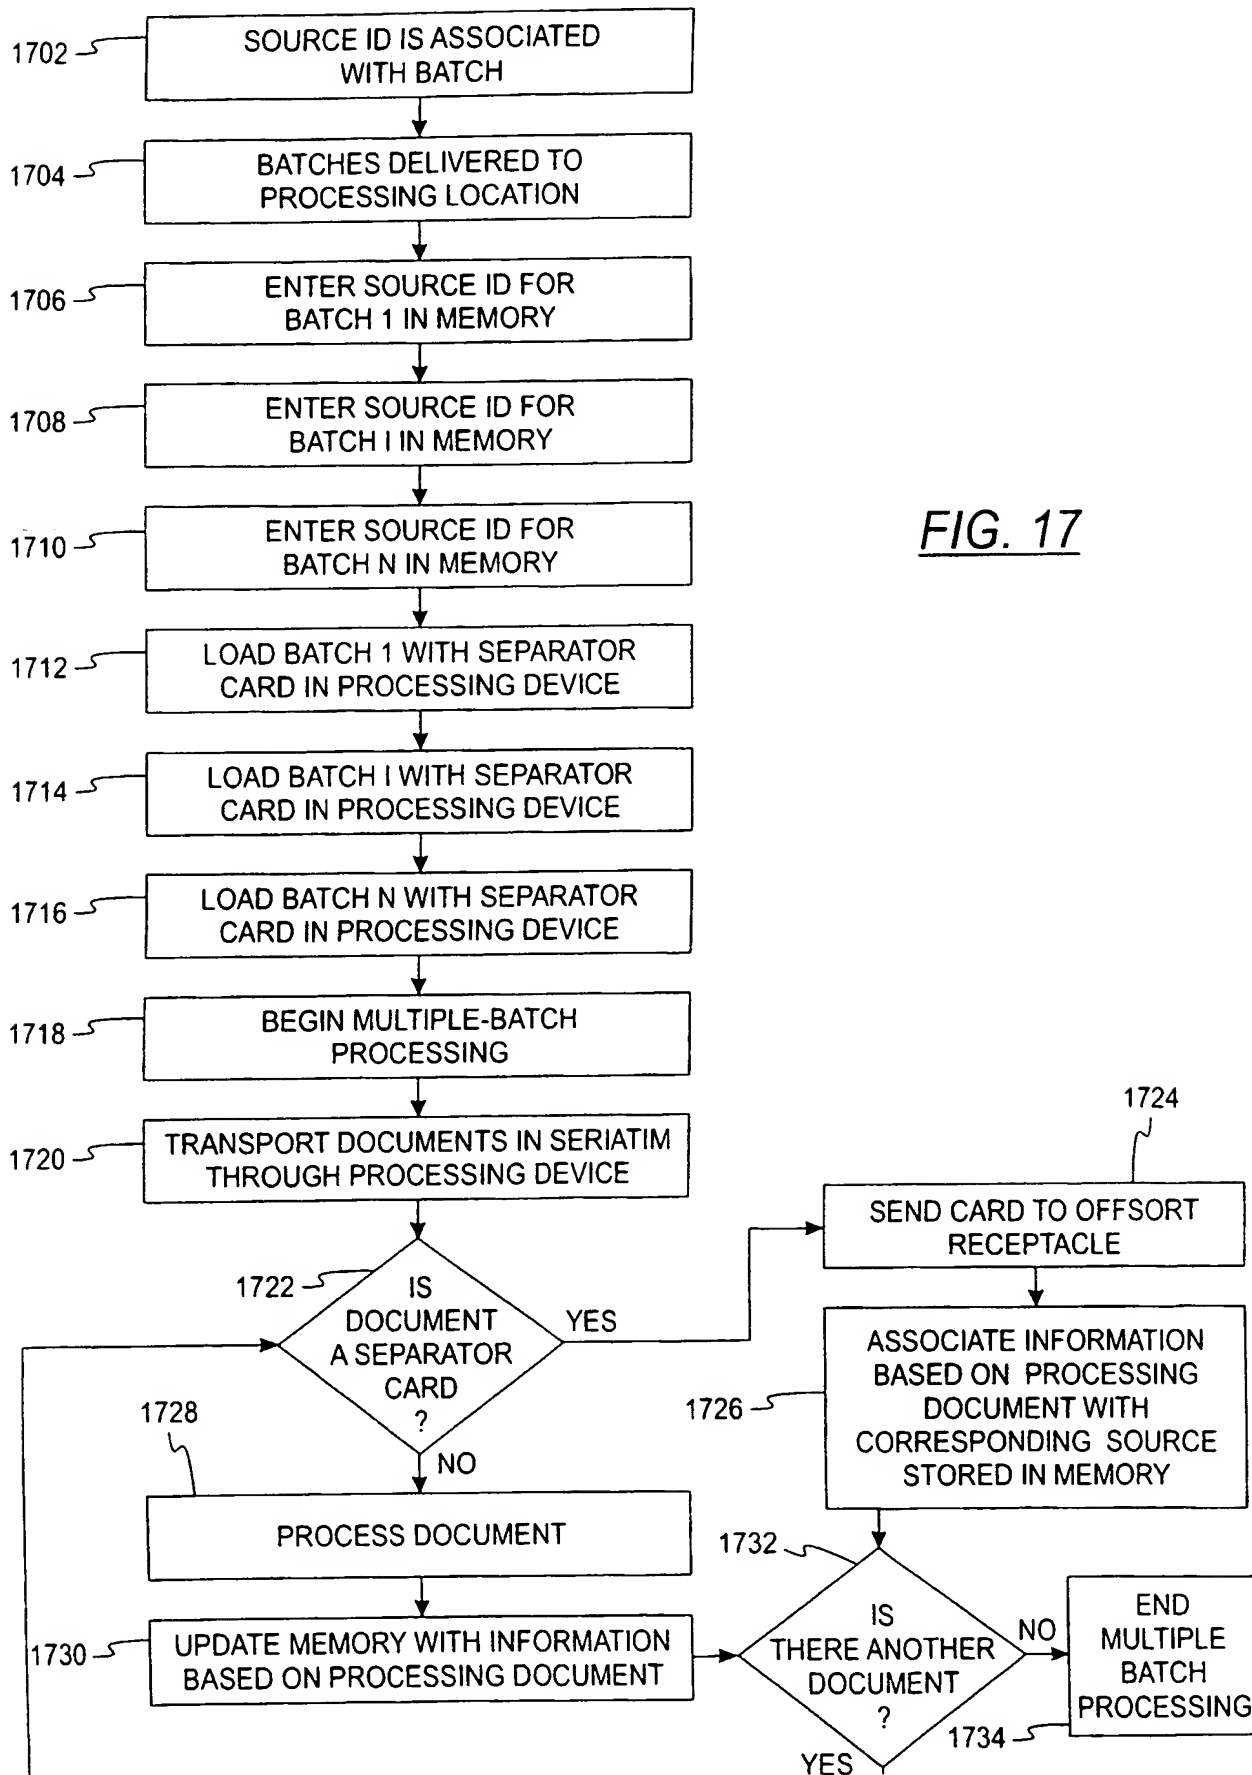 1702
SOURCE ID IS ASSOCIATED
WITH BATCH
1704
BATCHES DELIVERED TO
PROCESSING LOCATION
1706
ENTER SOURCE ID FOR
BATCH 1 IN MEMORY
1708
ENTER SOURCE ID FOR
BATCH I IN MEMORY
1710
ENTER SOURCE ID FOR
BATCH N IN MEMORY
FIG. 17
1712
LOAD BATCH 1 WITH SEPARATOR
CARD IN PROCESSING DEVICE
1714
LOAD BATCH I WITH SEPARATOR
CARD IN PROCESSING DEVICE
1716
LOAD BATCH N WITH SEPARATOR
CARD IN PROCESSING DEVICE
1718
BEGIN MULTIPLE-BATCH
PROCESSING
1720
TRANSPORT DOCUMENTS IN SERIATIM
THROUGH PROCESSING DEVICE
1722
IS
DOCUMENT
A SEPARATOR
CARD
?
YES
NO
1724
SEND CARD TO OFFSORT
RECEPTACLE
1726
ASSOCIATE INFORMATION
BASED ON PROCESSING
DOCUMENT WITH
CORRESPONDING SOURCE
STORED IN MEMORY
1728
PROCESS DOCUMENT
1730
UPDATE MEMORY WITH INFORMATION
BASED ON PROCESSING DOCUMENT
1732
IS
THERE ANOTHER
DOCUMENT
?
NO
YES
END
MULTIPLE
BATCH
PROCESSING
1734